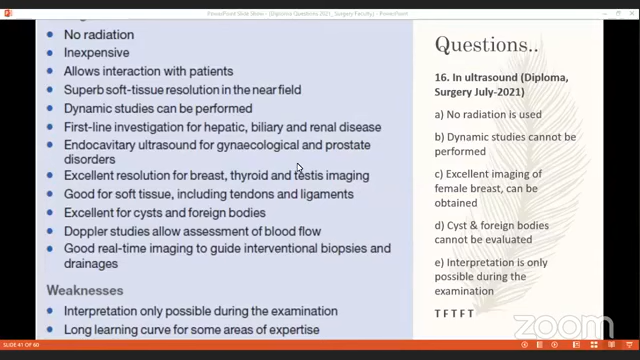 PowerPoint Slide Show - [Diploma Questions 2021_ Surgery Faculty] - PowerPoint
No radiation
Inexpensive
Allows interaction with patients
Superb soft-tissue resolution in the near field
Dynamic studies can be performed
First-line investigation for hepatic, biliary and renal disease
Endocavitary ultrasound for gynaecological and prostate
disorders
Excellent resolution for breast, thyroid and testis imaging
Good for soft tissue, including tendons and ligaments
Excellent for cysts and foreign bodies
Doppler studies allow assessment of blood flow
Good real-time imaging to guide interventional biopsies and
drainages
Weaknesses
Interpretation only possible during the examination
Long learning curve for some areas of expertise
Questions..
16. In ultrasound (Diploma,
Surgery July-2021)
a) No radiation is used
b) Dynamic studies cannot be
performed
c) Excellent imaging of
female breast, can be
obtained
d) Cyst & foreign bodies
cannot be evaluated
e) Interpretation is only
possible during the
examination
T F T F T
zoom
SLIDE 41 OF 60